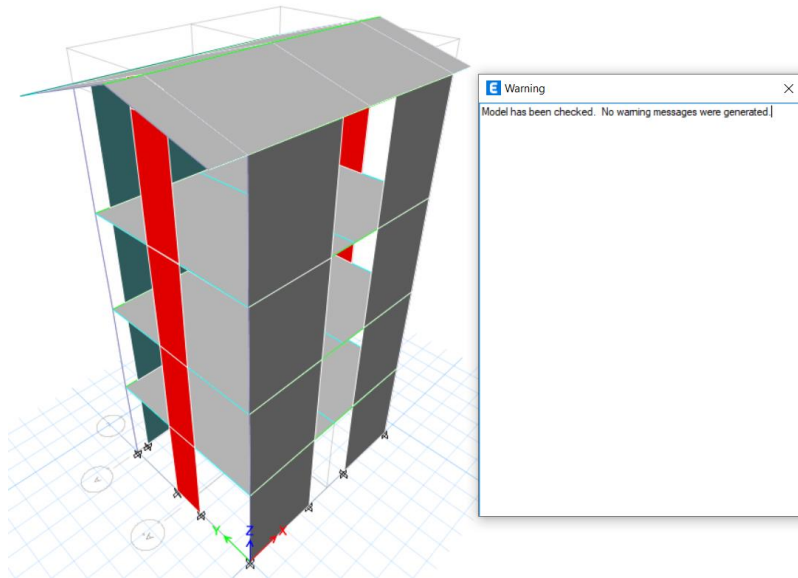 E Warning
Model has been checked. No warning messages were generated.
Y
Z
X